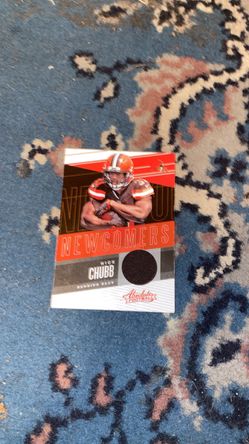 NEWCOMERS
NICK
CHUBB
RUNNING BACK
Absolute